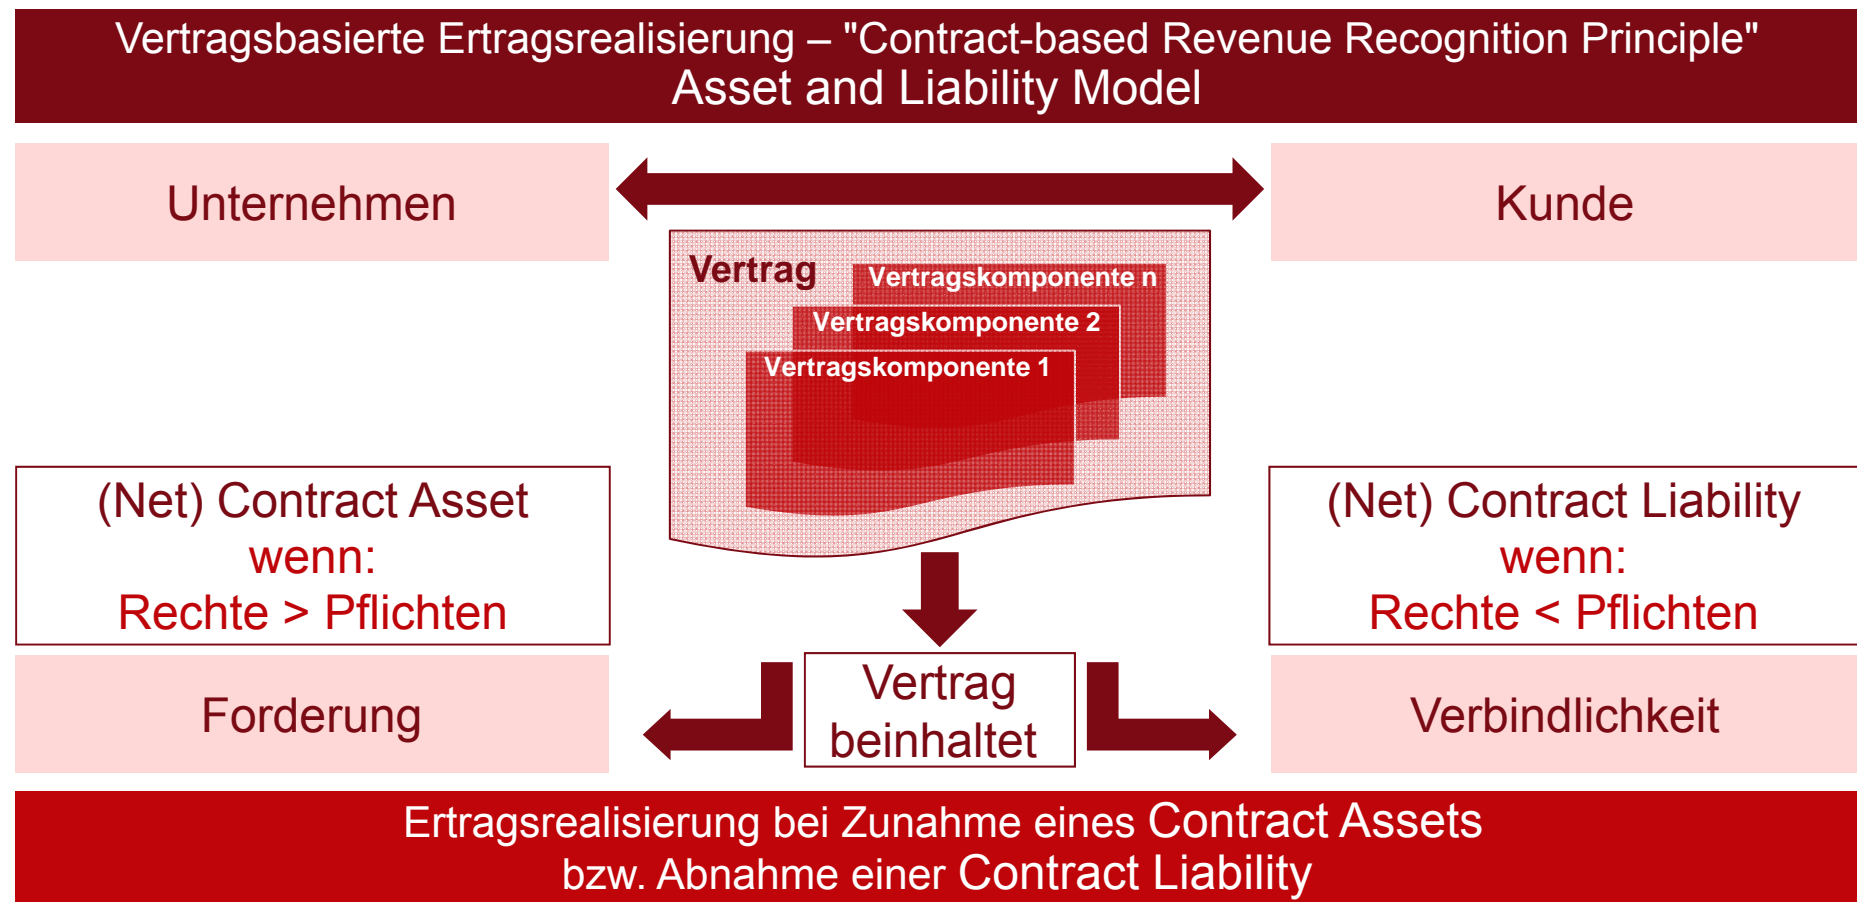 Vertragsbasierte Ertragsrealisierung – "Contract-based Revenue Recognition Principle"
Asset and Liability Model
Unternehmen
Kunde
Vertrag
Vertragskomponente n
Vertragskomponente 2
Vertragskomponente 1
(Net) Contract Asset
wenn:
Rechte > Pflichten
(Net) Contract Liability
wenn:
Rechte < Pflichten
Forderung
Vertrag
beinhaltet
Verbindlichkeit
Ertragsrealisierung bei Zunahme eines Contract Assets
bzw. Abnahme einer Contract Liability